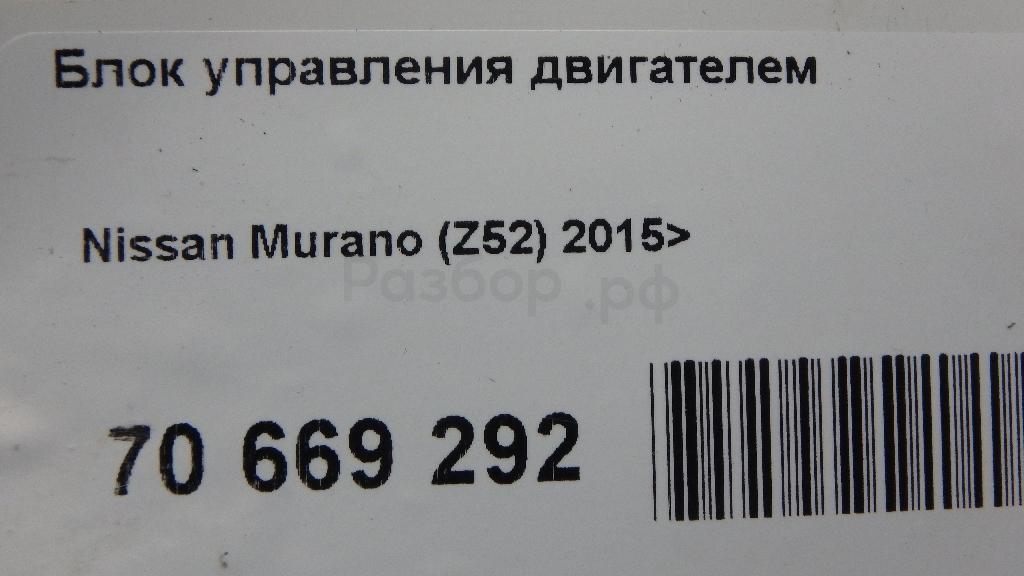 Блок управления двигателем
Nissan Murano (Z52) 2015>
Разбор.рф
70 669 292